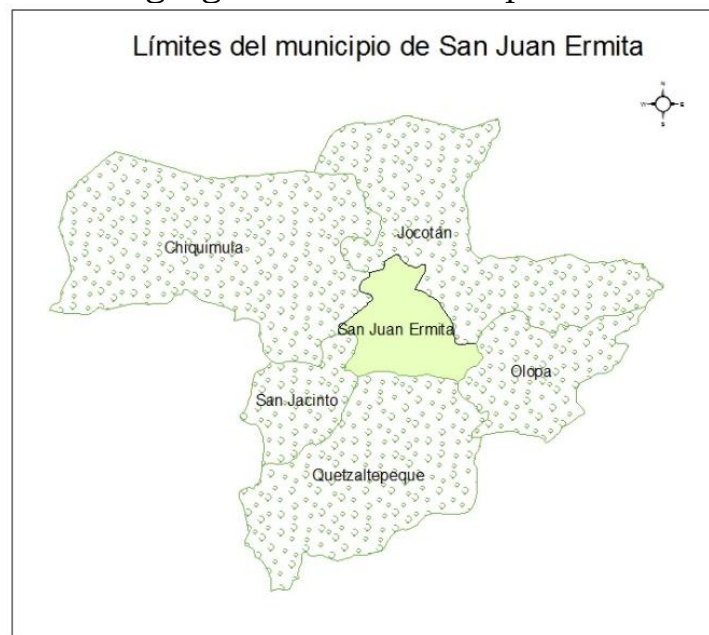 Límites del municipio de San Juan Ermita
N
W E
S
Jocotán
Chiquimula
San Juan Ermita
Olopa
San Jacinto
Quetzaltepeque